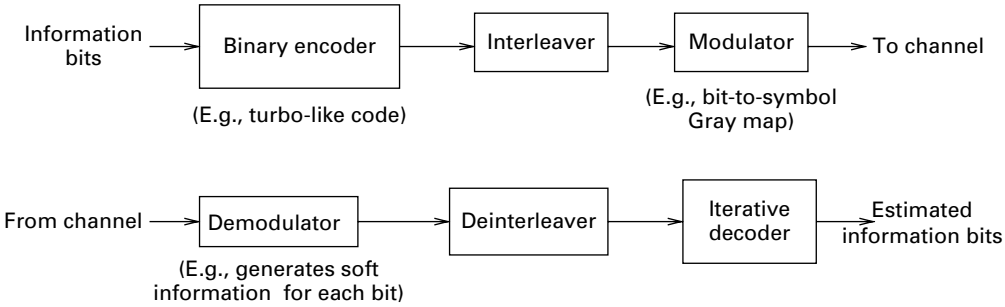 Information
bits
Binary encoder
(E.g., turbo-like code)
Interleaver
Modulator
(E.g., bit-to-symbol
Gray map)
To channel
From channel
Demodulator
(E.g., generates soft
information for each bit)
Deinterleaver
Iterative
decoder
Estimated
information bits